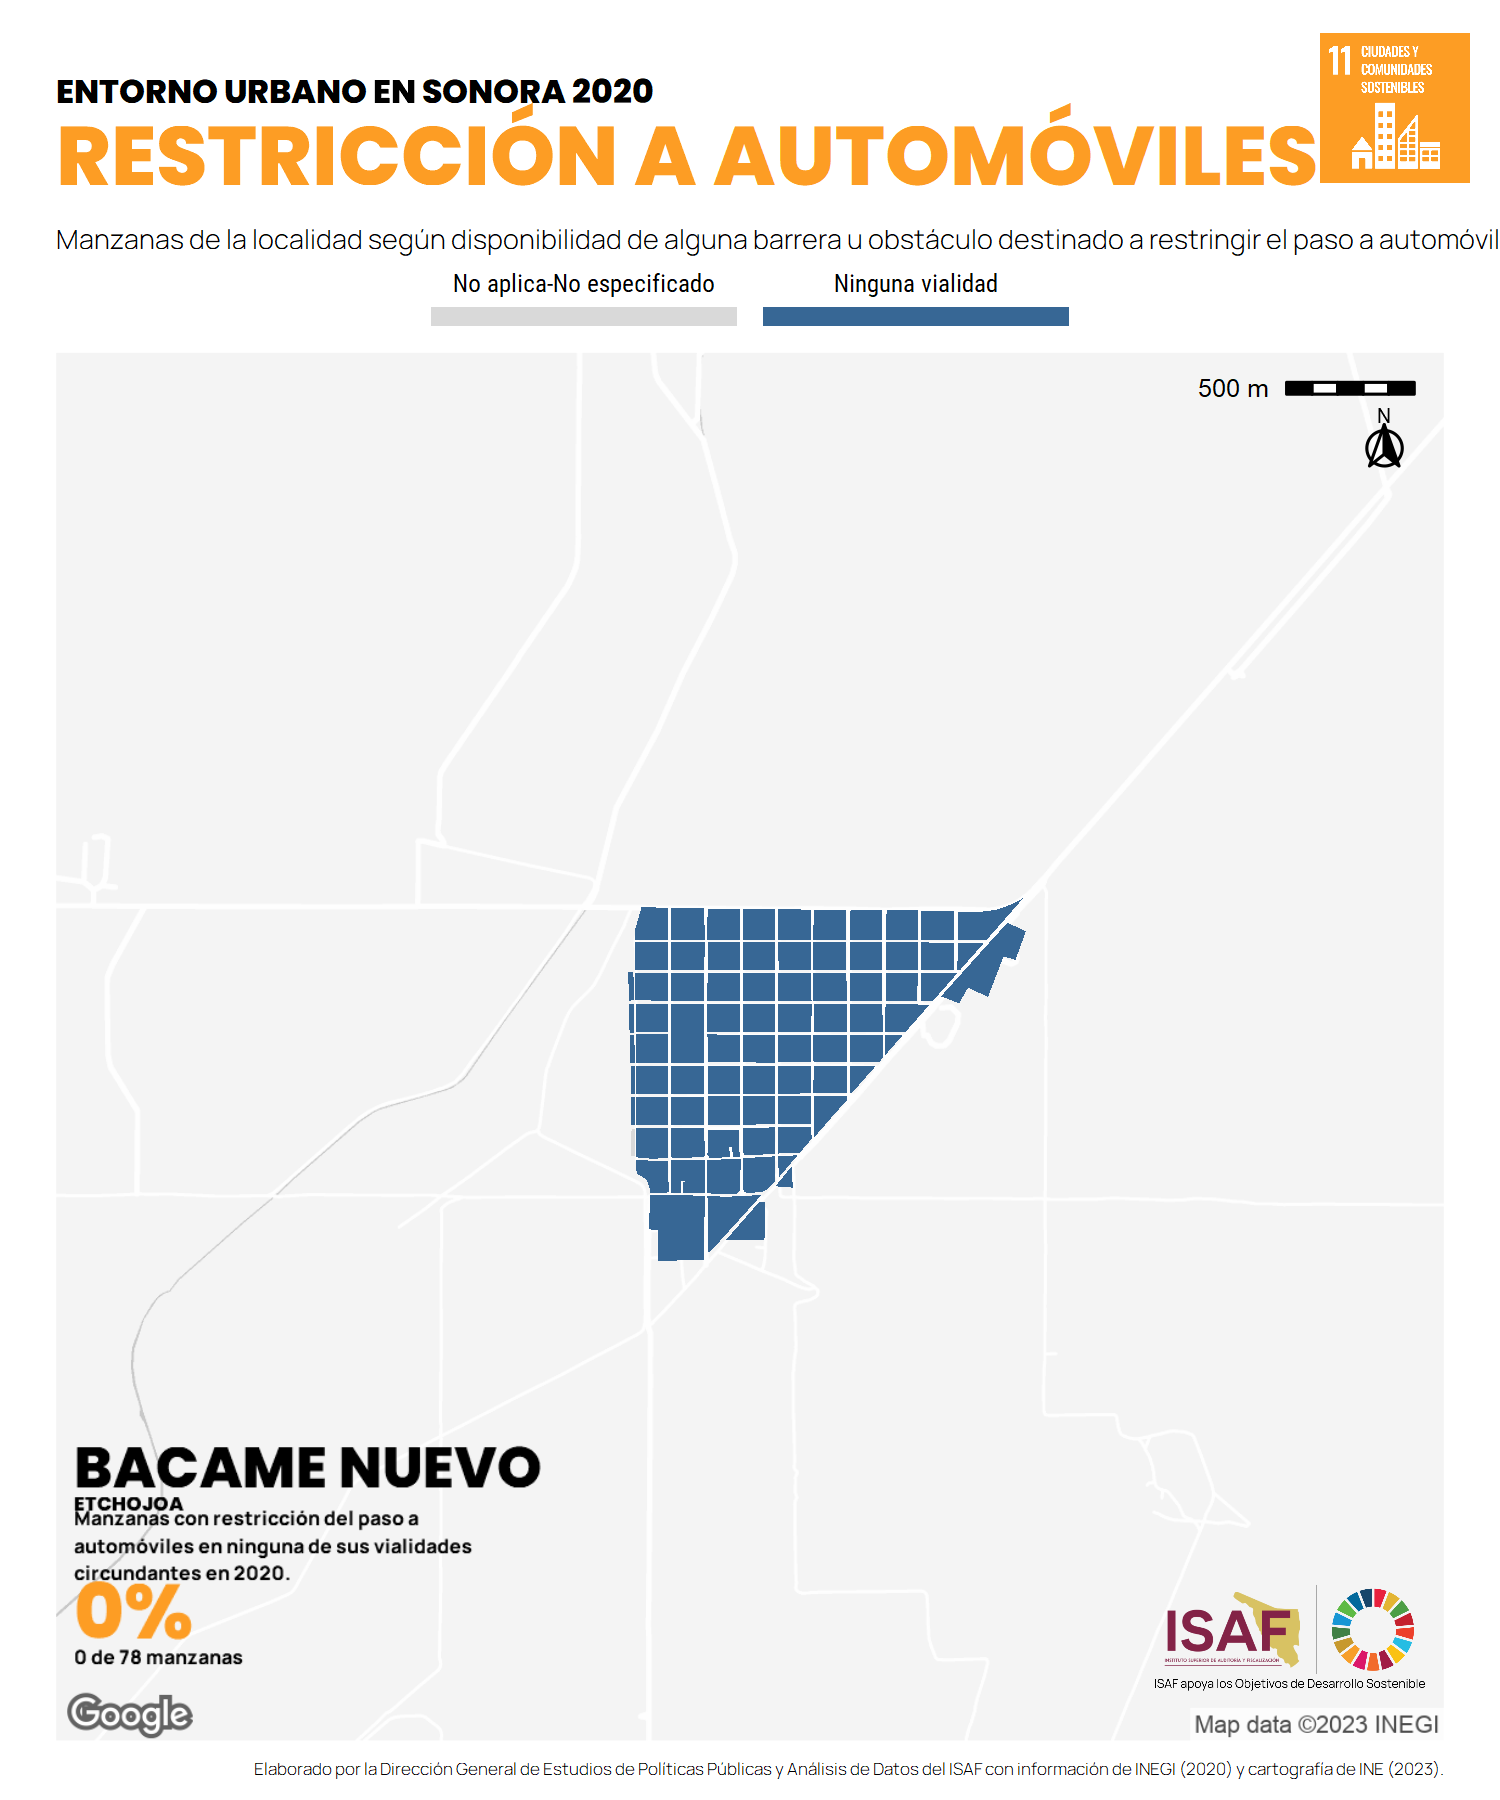 11 CIUDADES Y
COMUNIDADES
SOSTENIBLES
ENTORNO URBANO EN SONORA 2020
RESTRICCIÓN A AUTOMÓVILES
Manzanas de la localidad según disponibilidad de alguna barrera u obstáculo destinado a restringir el paso a automóvil
No aplica-No especificado
Ninguna vialidad
500 m
N
BACAME NUEVO
ETCHOJOA
Manzanas con restricción del paso a
automóviles en ninguna de sus vialidades
circundantes en 2020.
0%
0 de 78 manzanas
Google
ISAF
INSTITUTO SUPERIOR DE AUDITORÍA Y FISCALIZACIÓN
ISAF apoya los Objetivos de Desarrollo Sostenible
Map data ©2023 INEGI
Elaborado por la Dirección General de Estudios de Políticas Públicas y Análisis de Datos del ISAF con información de INEGI (2020) y cartografía de INE (2023).